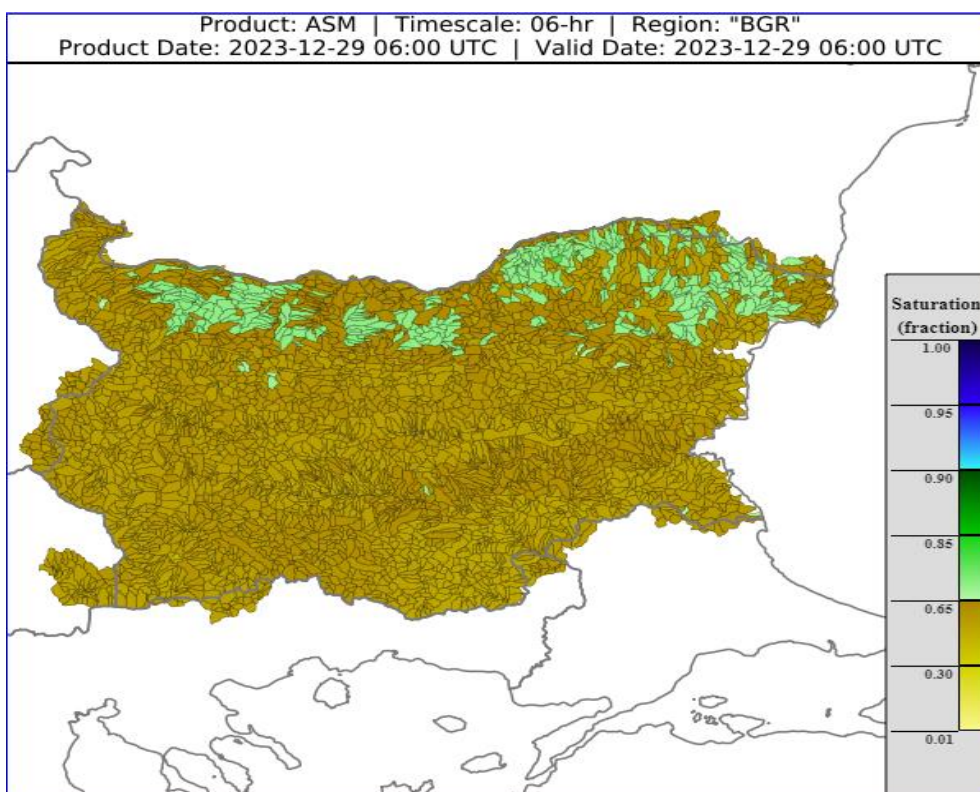 Product: ASM | Timescale: 06-hr | Region: "BGR"
Product Date: 2023-12-29 06:00 UTC | Valid Date: 2023-12-29 06:00 UTC
Saturation
(fraction)
1.00
0.95
0.90
0.85
0.65
0.30
0.01